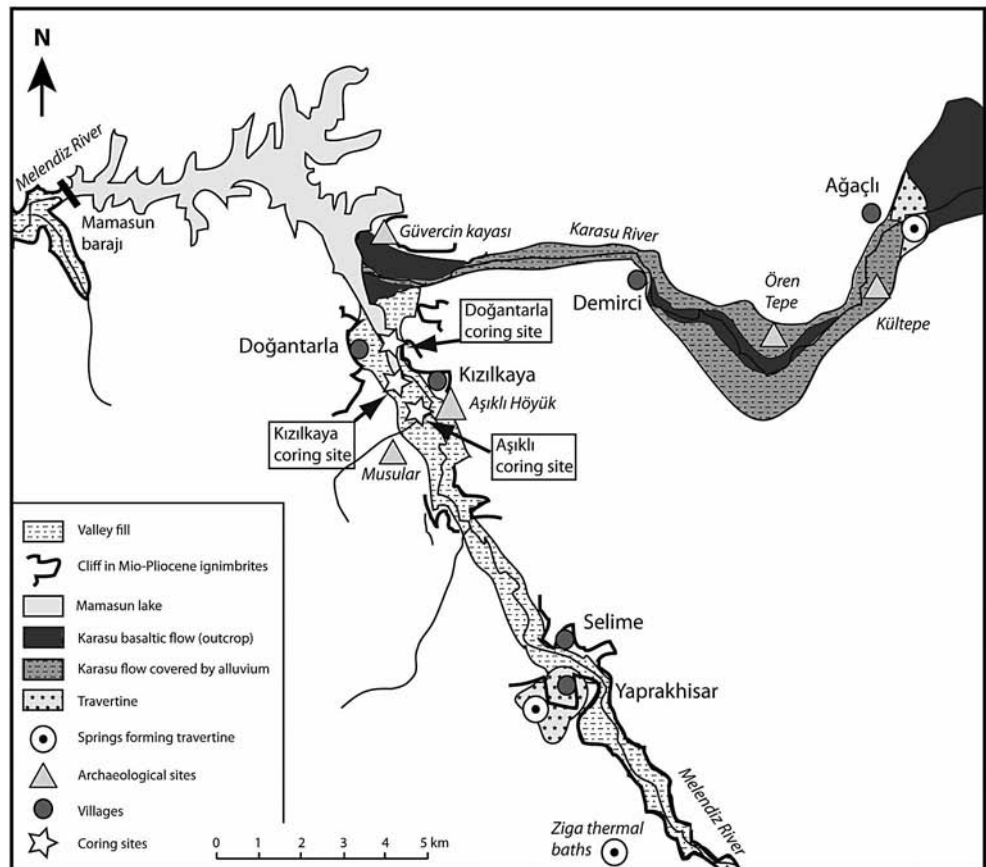 N
Melendiz River
Mamasun
barajı
Güvercin kayası
Karasu River
Ağaçlı
Demirci
Ören
Tepe
Kültepe
Doğantarla
coring site
Doğantarla
Kızılkaya
Aşıklı Höyük
Kızılkaya
coring site
Aşıklı
coring site
Musular
Selime
Yaprakhisar
Melendiz River
Ziga thermal
baths
Valley fill
Cliff in Mio-Pliocene ignimbrites
Mamasun lake
Karasu basaltic flow (outcrop)
Karasu flow covered by alluvium
Travertine
Springs forming travertine
Archaeological sites
Villages
Coring sites
0 1 2 3 4 5 km